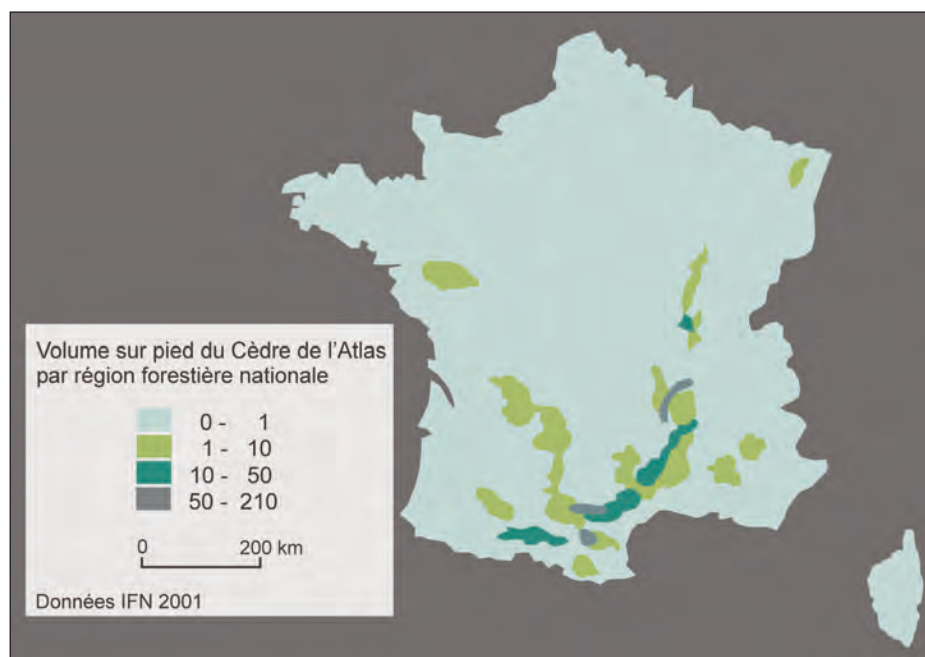 Volume sur pied du Cèdre de l'Atlas
par région forestière nationale
0 - 1
1 - 10
10 - 50
50 - 210
0 200 km
Données IFN 2001